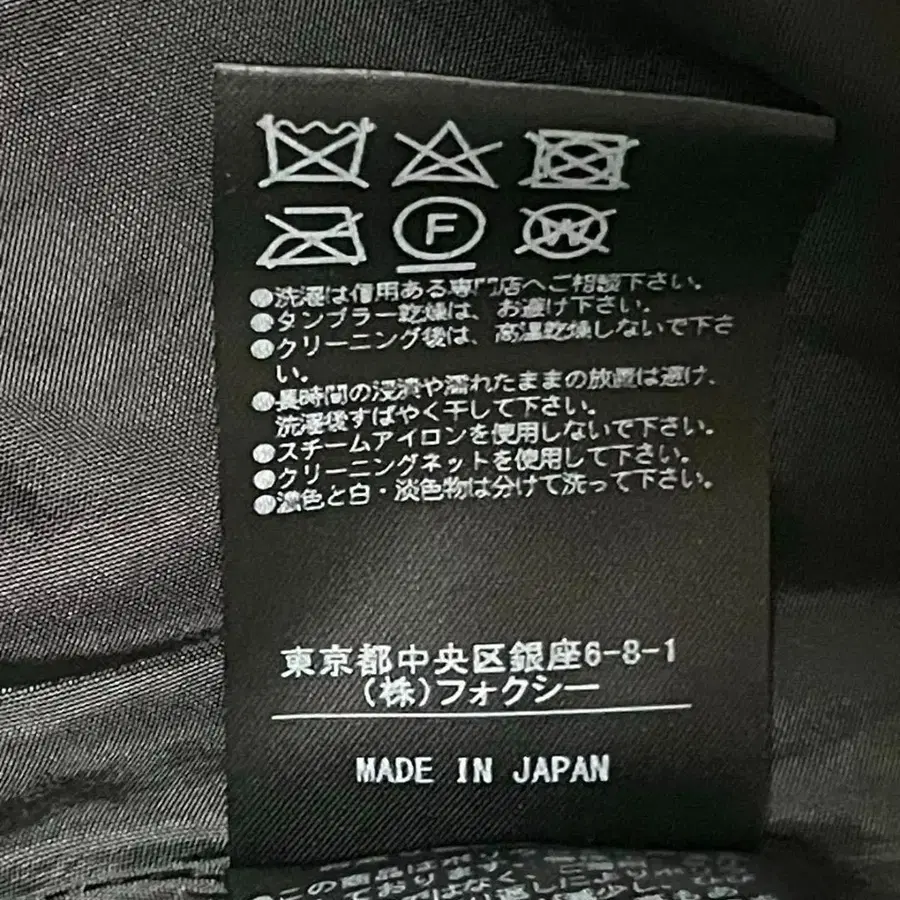 F W
●洗濯は信用ある専門店へご相談下さい。
●タンブラー乾燥は、お避け下さい。
●クリーニング後は、高温乾燥しないで下さ
い。
●長時間の浸漬や濡れたままの放置は避け、
洗濯後すばやく干して下さい。
●スチームアイロンを使用しないで下さい。
●クリーニングネットを使用して下さい。
●濃色と白・淡色物は分けて洗って下さい。
東京都中央区銀座6-8-1
(株)フォクシー
MADE IN JAPAN
この商品は